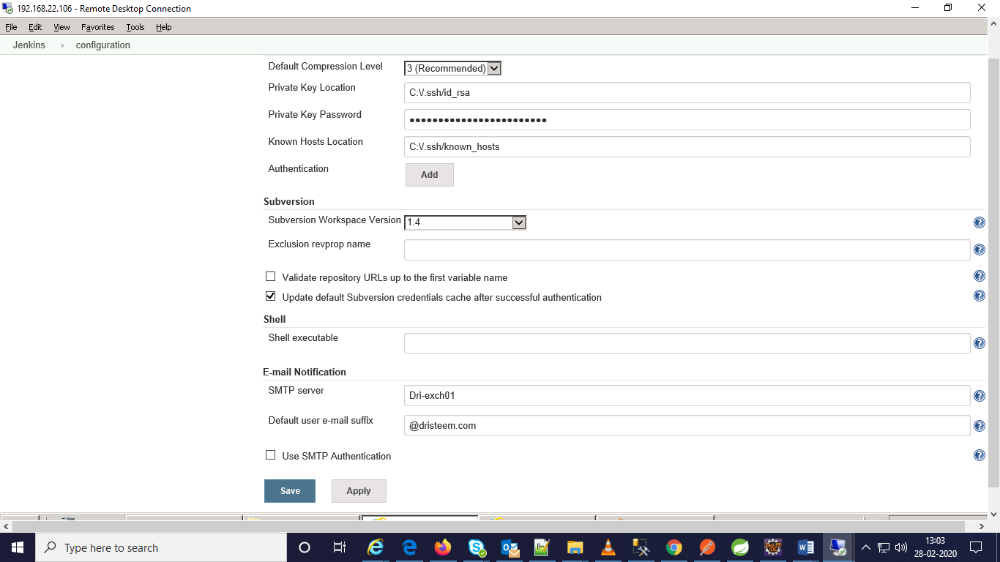 192.168.22.106 - Remote Desktop Connection
File Edit View Favorites Tools Help
Jenkins configuration
Default Compression Level 3 (Recommended)
Private Key Location C:\/.ssh/id_rsa
Private Key Password ••••••••••••••••••••••••
Known Hosts Location C:\/.ssh/known_hosts
Authentication Add
Subversion
Subversion Workspace Version 1.4
Exclusion revprop name
Validate repository URLs up to the first variable name
Update default Subversion credentials cache after successful authentication
Shell
Shell executable
E-mail Notification
SMTP server Dri-exch01
Default user e-mail suffix @dristeem.com
Use SMTP Authentication
Save Apply
Type here to search
13:03
28-02-2020